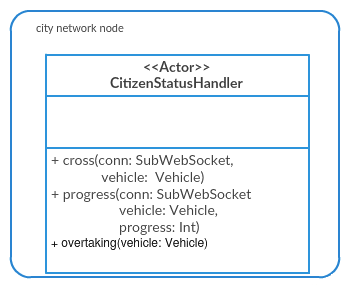 city network node
<<Actor>>
CitizenStatusHandler
+ cross(conn: SubWebSocket,
vehicle: Vehicle)
+ progress(conn: SubWebSocket
vehicle: Vehicle,
progress: Int)
+ overtaking(vehicle: Vehicle)